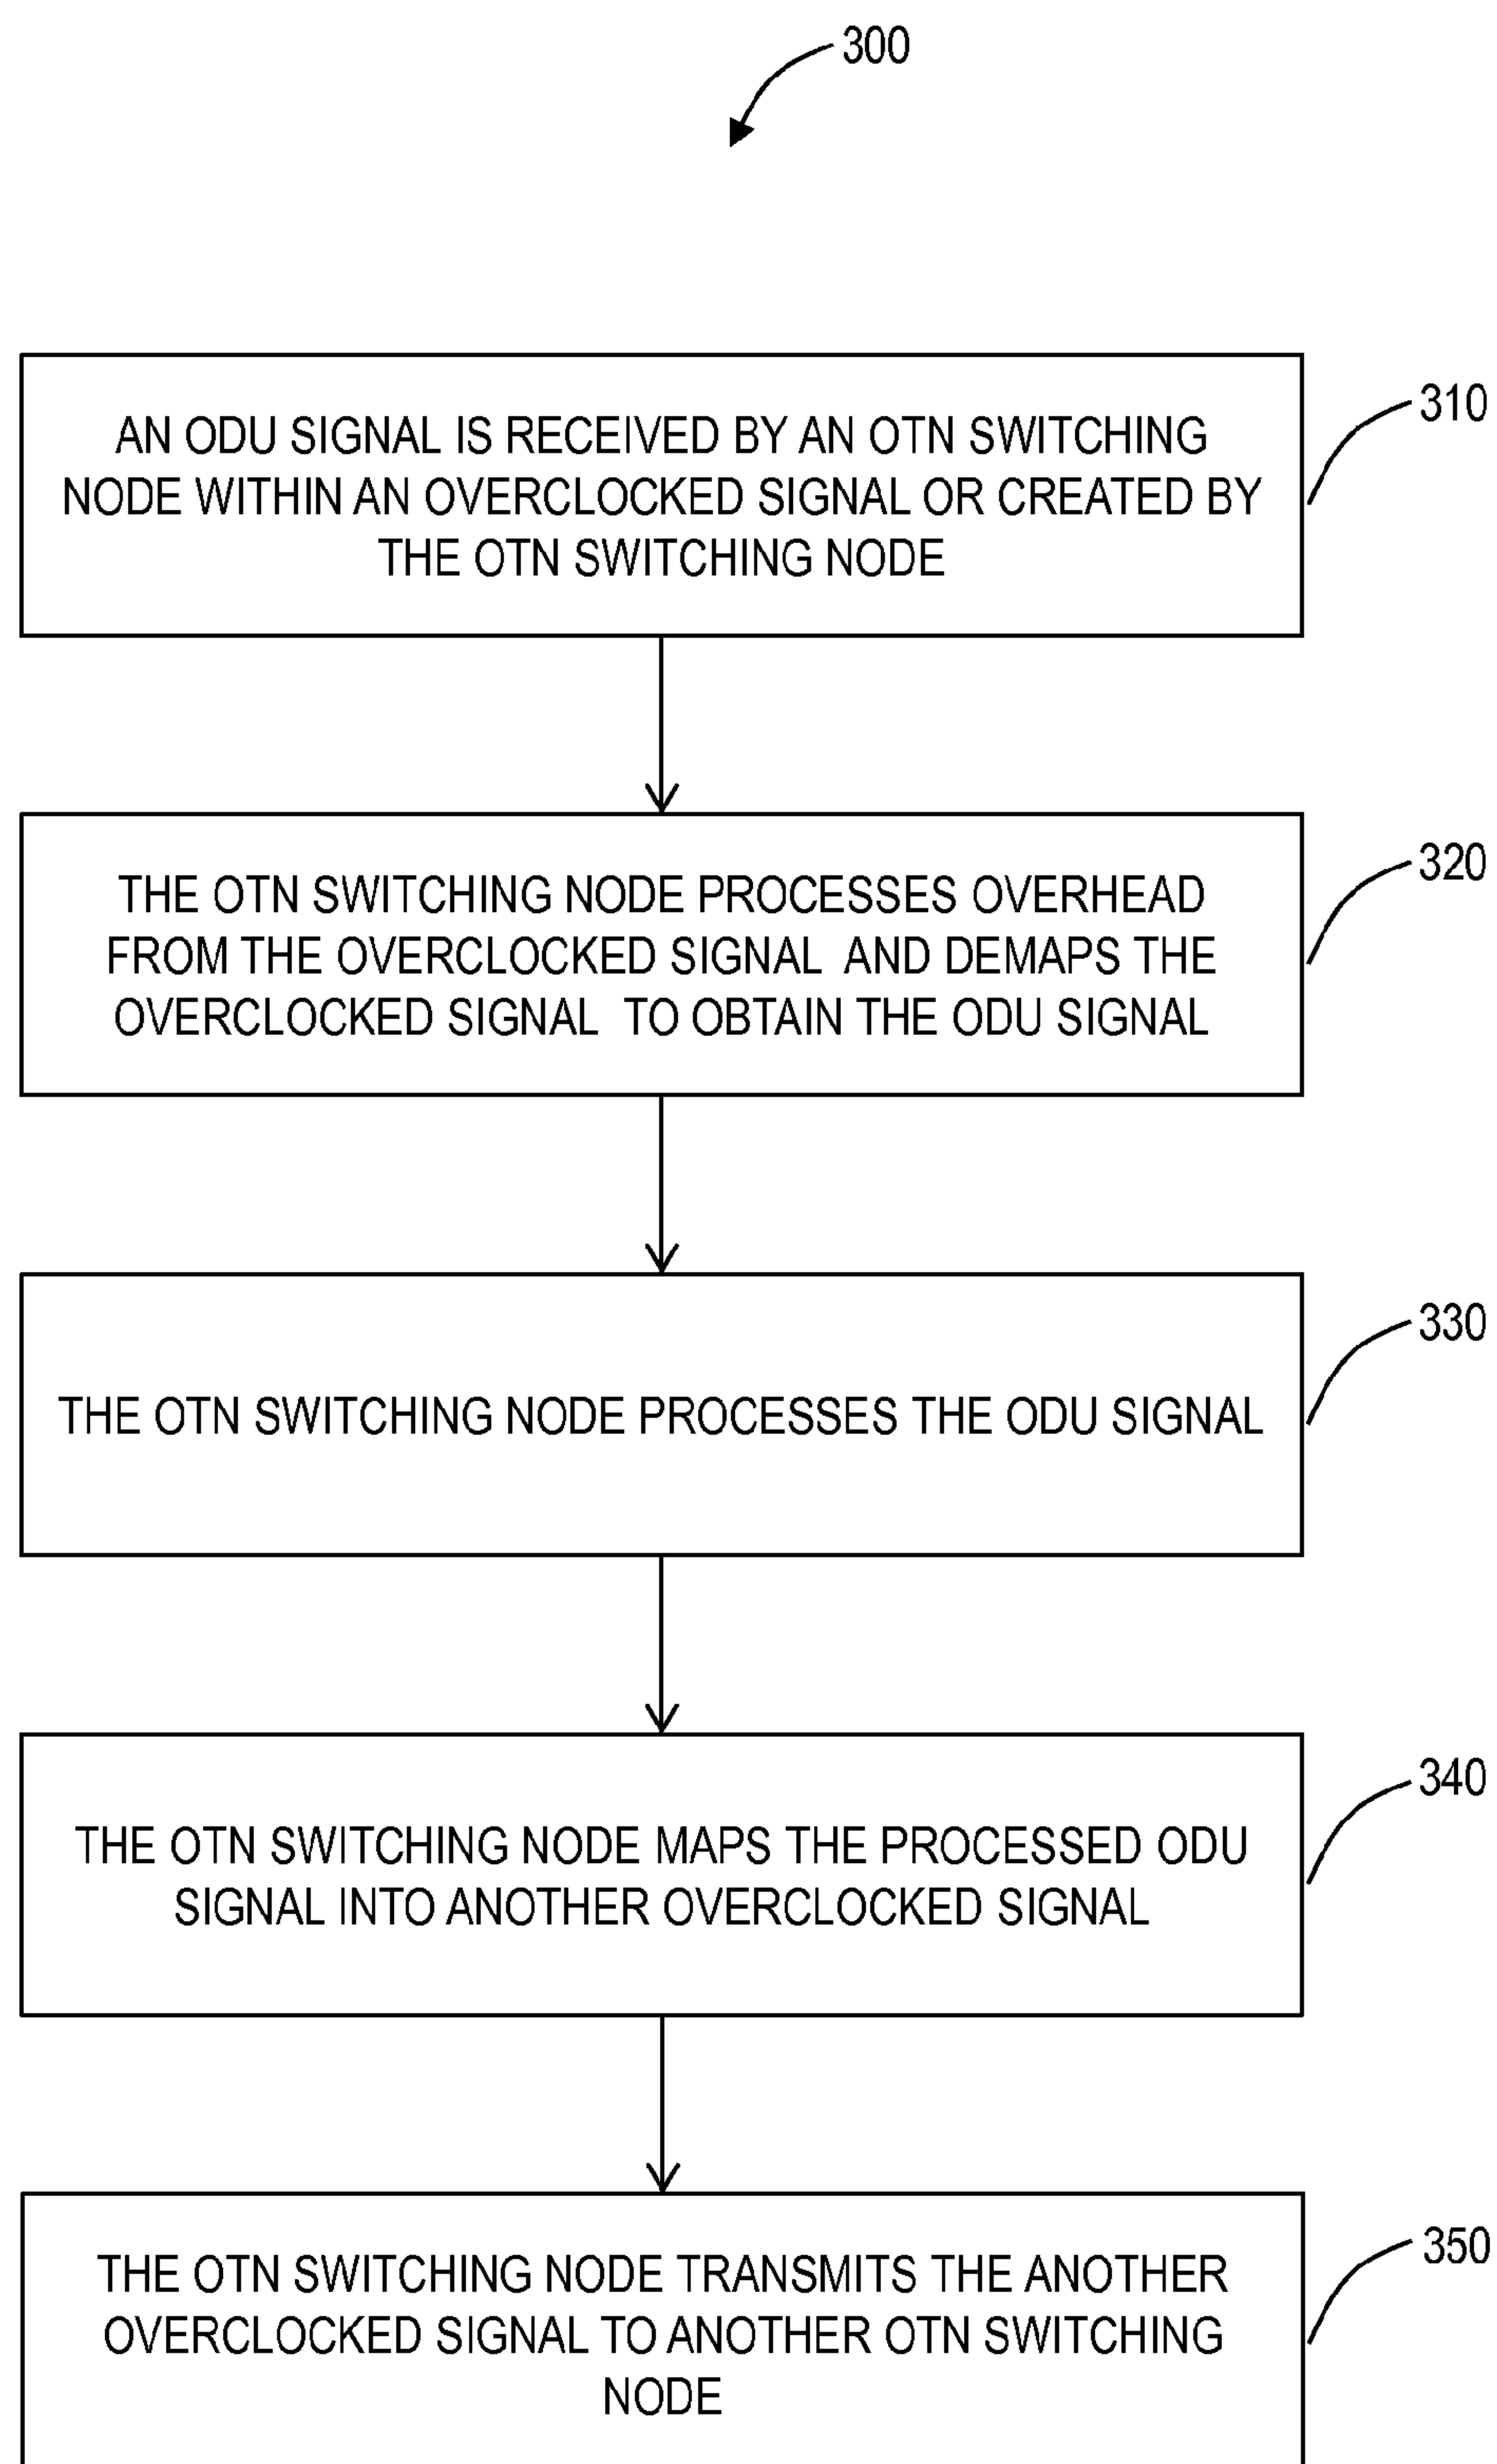 300
AN ODU SIGNAL IS RECEIVED BY AN OTN SWITCHING
NODE WITHIN AN OVERCLOCKED SIGNAL OR CREATED BY
THE OTN SWITCHING NODE
310
THE OTN SWITCHING NODE PROCESSES OVERHEAD
FROM THE OVERCLOCKED SIGNAL AND DEMAPS THE
OVERCLOCKED SIGNAL TO OBTAIN THE ODU SIGNAL
320
THE OTN SWITCHING NODE PROCESSES THE ODU SIGNAL
330
THE OTN SWITCHING NODE MAPS THE PROCESSED ODU
SIGNAL INTO ANOTHER OVERCLOCKED SIGNAL
340
THE OTN SWITCHING NODE TRANSMITS THE ANOTHER
OVERCLOCKED SIGNAL TO ANOTHER OTN SWITCHING
NODE
350